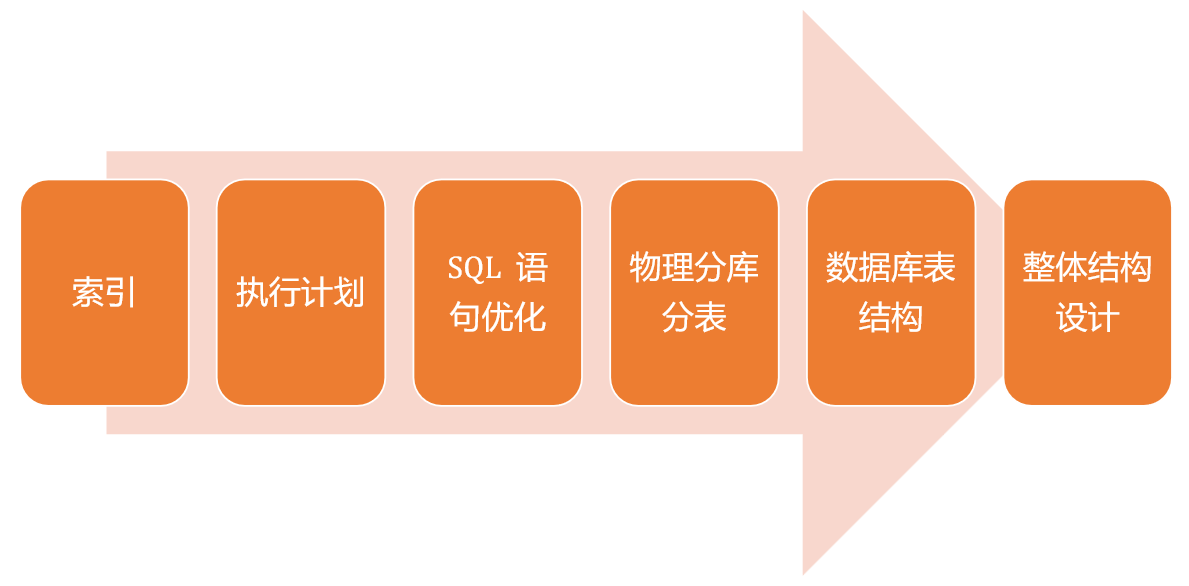 索引
执行计划
SQL 语
句优化
物理分库
分表
数据库表
结构
整体结构
设计